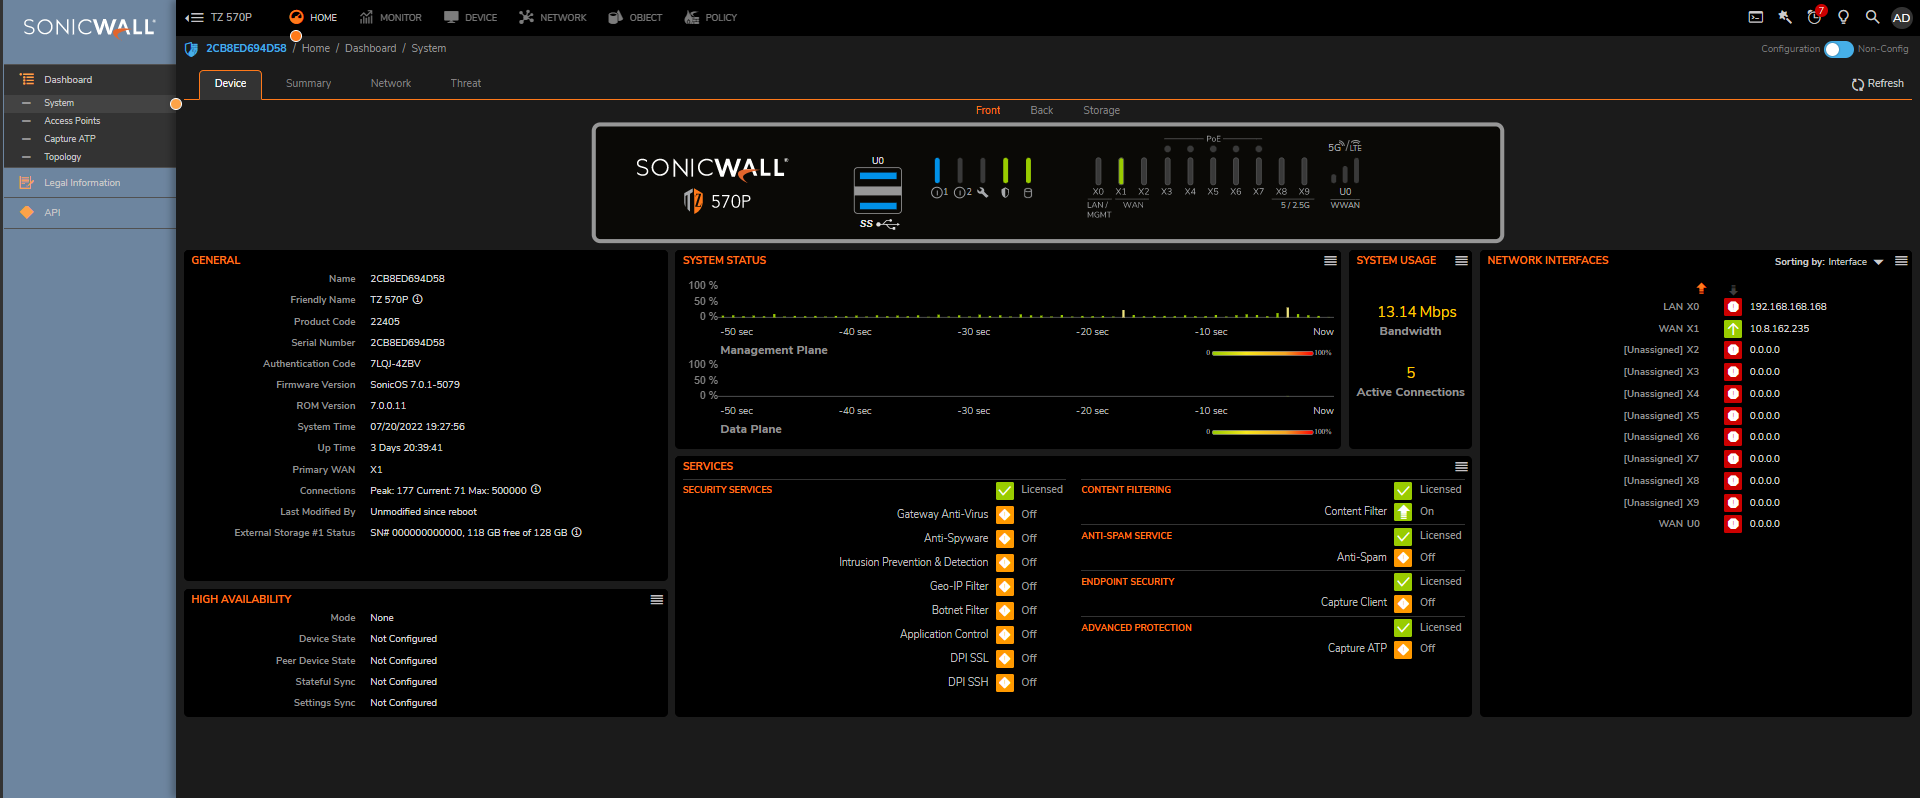 SONICWALL
TZ 570P
HOME
MONITOR
DEVICE
NETWORK
OBJECT
POLICY
7
AD
2CB8ED694D58 / Home / Dashboard / System
Configuration
Non-Config
Dashboard
System
Access Points
Capture ATP
Topology
Legal Information
API
Device
Summary
Network
Threat
Refresh
Front
Back
Storage
SONICWALL
TZ 570P
U0
SS
1
2
PoE
5G/LTE
X0 X1 X2 X3 X4 X5 X6 X7 X8 X9 U0
LAN / MGMT
WAN
5 / 2.5G
WWAN
GENERAL
Name 2CB8ED694D58
Friendly Name TZ 570P
Product Code 22405
Serial Number 2CB8ED694D58
Authentication Code 7LQJ-4ZBV
Firmware Version SonicOS 7.0.1-5079
ROM Version 7.0.0.11
System Time 07/20/2022 19:27:56
Up Time 3 Days 20:39:41
Primary WAN X1
Connections Peak: 177 Current: 71 Max: 500000
Last Modified By Unmodified since reboot
External Storage #1 Status SN# 000000000000, 118 GB free of 128 GB
HIGH AVAILABILITY
Mode None
Device State Not Configured
Peer Device State Not Configured
Stateful Sync Not Configured
Settings Sync Not Configured
SYSTEM STATUS
100 %
50 %
0 %
-50 sec -40 sec -30 sec -20 sec -10 sec Now
Management Plane
0 100%
100 %
50 %
0 %
-50 sec -40 sec -30 sec -20 sec -10 sec Now
Data Plane
0 100%
SYSTEM USAGE
13.14 Mbps
Bandwidth
5
Active Connections
SERVICES
SECURITY SERVICES Licensed
Gateway Anti-Virus Off
Anti-Spyware Off
Intrusion Prevention & Detection Off
Geo-IP Filter Off
Botnet Filter Off
Application Control Off
DPI SSL Off
DPI SSH Off
CONTENT FILTERING Licensed
Content Filter On
ANTI-SPAM SERVICE Licensed
Anti-Spam Off
ENDPOINT SECURITY Licensed
Capture Client Off
ADVANCED PROTECTION Licensed
Capture ATP Off
NETWORK INTERFACES
Sorting by: Interface
LAN X0 192.168.168.168
WAN X1 10.8.162.235
[Unassigned] X2 0.0.0.0
[Unassigned] X3 0.0.0.0
[Unassigned] X4 0.0.0.0
[Unassigned] X5 0.0.0.0
[Unassigned] X6 0.0.0.0
[Unassigned] X7 0.0.0.0
[Unassigned] X8 0.0.0.0
[Unassigned] X9 0.0.0.0
WAN U0 0.0.0.0